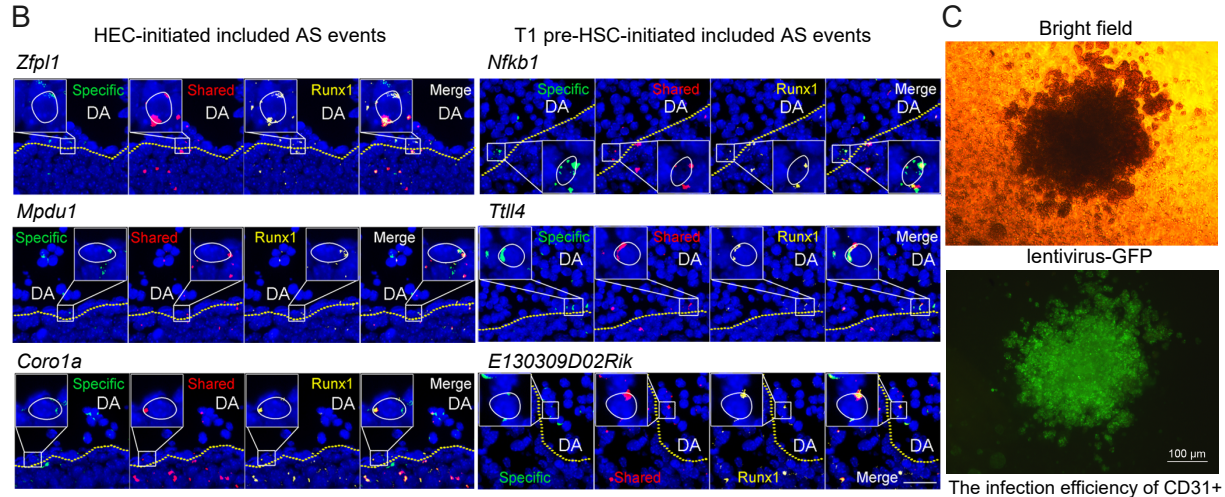 B
HEC-initiated included AS events
Zfpl1
Specific Shared Runx1 Merge
DA DA DA DA
Mpdu1
Specific Shared Runx1 Merge
DA DA DA DA
Coro1a
Specific Shared Runx1 Merge
DA DA DA DA
T1 pre-HSC-initiated included AS events
Nfkb1
Specific Shared Runx1 Merge
DA DA DA DA
Ttll4
Specific Shared Runx1 Merge
DA DA DA DA
E130309D02Rik
DA DA DA DA
Specific Shared Runx1 Merge
C
Bright field
lentivirus-GFP
100 µm
The infection efficiency of CD31+